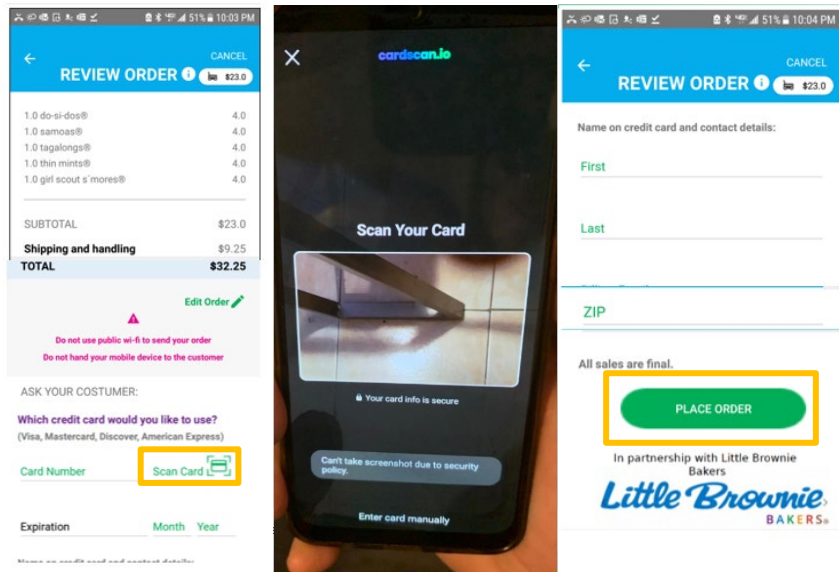 51% 10:03 PM
CANCEL
REVIEW ORDER i $23.0
1.0 do-si-dos® 4.0
1.0 samoas® 4.0
1.0 tagalongs® 4.0
1.0 thin mints® 4.0
1.0 girl scout s´mores® 4.0
SUBTOTAL $23.0
Shipping and handling $9.25
TOTAL $32.25
Edit Order
Do not use public wi-fi to send your order
Do not hand your mobile device to the customer
ASK YOUR COSTUMER:
Which credit card would you like to use?
(Visa, Mastercard, Discover, American Express)
Card Number Scan Card
Expiration Month Year
Name on credit card and contact details:
cardscan.io
Scan Your Card
Your card info is secure
Can't take screenshot due to security
policy.
Enter card manually
51% 10:04 PM
CANCEL
REVIEW ORDER i $23.0
Name on credit card and contact details:
First
Last
ZIP
All sales are final.
PLACE ORDER
In partnership with Little Brownie
Bakers
Little Brownie
BAKERS®